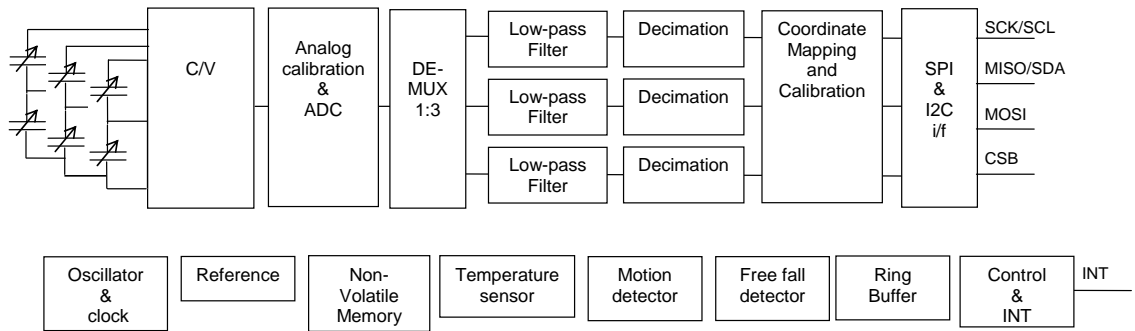 C/V
Analog
calibration
&
ADC
DE-
MUX
1:3
Low-pass
Filter
Decimation
Low-pass
Filter
Decimation
Low-pass
Filter
Decimation
Coordinate
Mapping
and
Calibration
SPI
&
I2C
i/f
SCK/SCL
MISO/SDA
MOSI
CSB
Oscillator
&
clock
Reference
Non-
Volatile
Memory
Temperature
sensor
Motion
detector
Free fall
detector
Ring
Buffer
Control
&
INT
INT